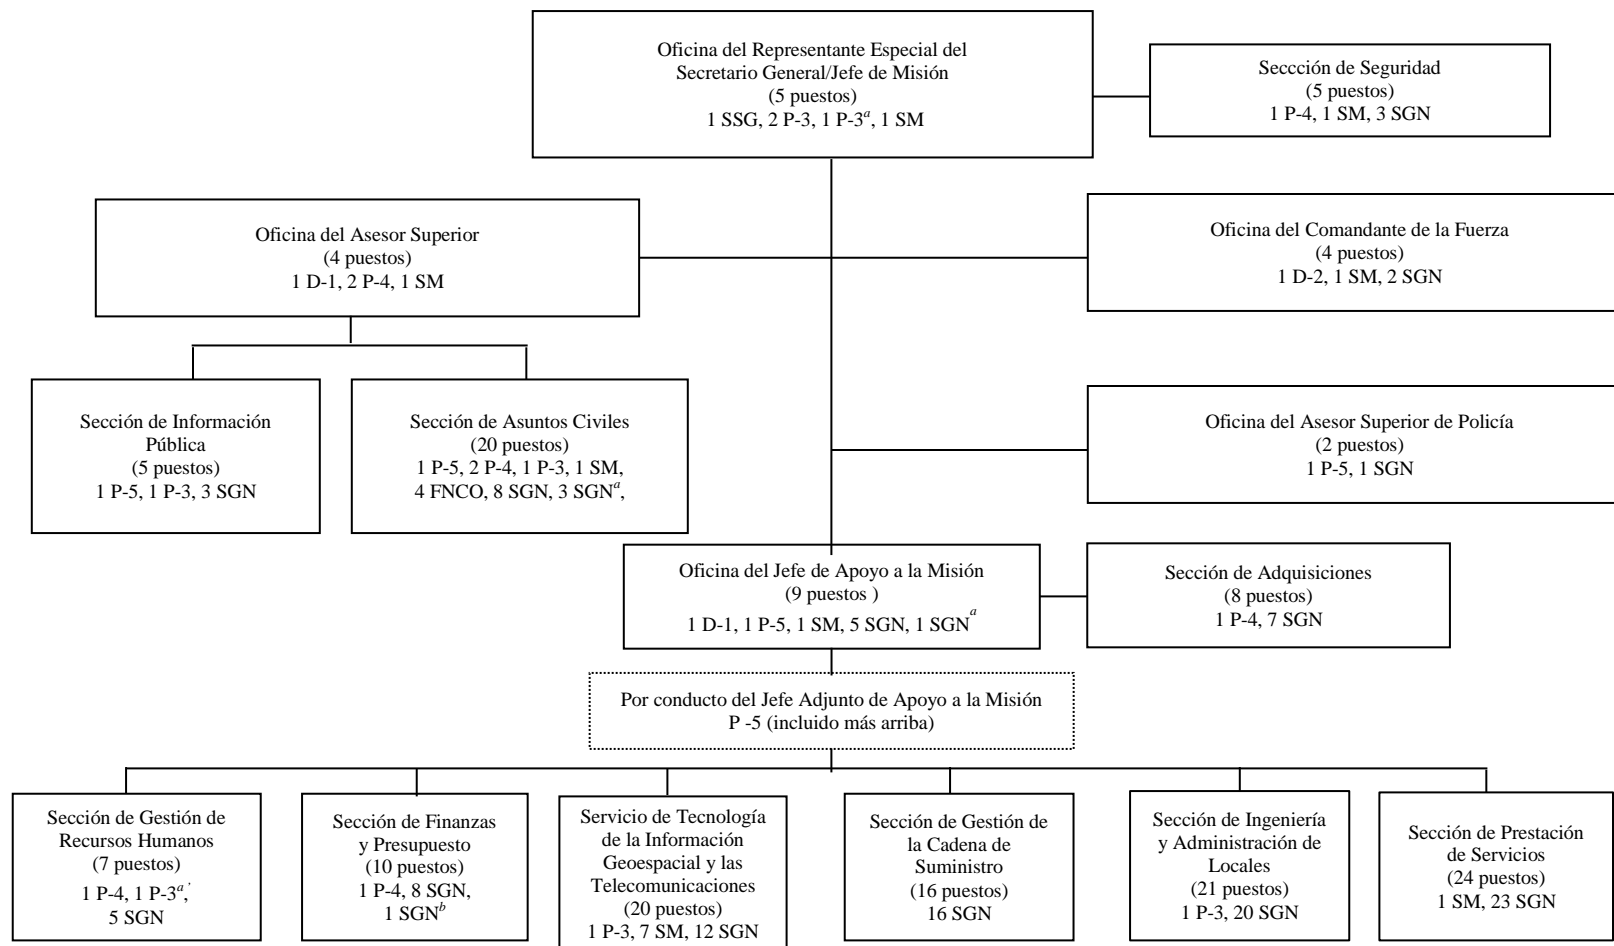 Oficina del Representante Especial del
Secretario General/Jefe de Misión
(5 puestos)
1 SSG, 2 P-3, 1 P-3a, 1 SM
Seccción de Seguridad
(5 puestos)
1 P-4, 1 SM, 3 SGN
Oficina del Asesor Superior
(4 puestos)
1 D-1, 2 P-4, 1 SM
Oficina del Comandante de la Fuerza
(4 puestos)
1 D-2, 1 SM, 2 SGN
Sección de Información
Pública
(5 puestos)
1 P-5, 1 P-3, 3 SGN
Sección de Asuntos Civiles
(20 puestos)
1 P-5, 2 P-4, 1 P-3, 1 SM,
4 FNCO, 8 SGN, 3 SGNa,
Oficina del Asesor Superior de Policía
(2 puestos)
1 P-5, 1 SGN
Oficina del Jefe de Apoyo a la Misión
(9 puestos )
1 D-1, 1 P-5, 1 SM, 5 SGN, 1 SGNa
Sección de Adquisiciones
(8 puestos)
1 P-4, 7 SGN
Por conducto del Jefe Adjunto de Apoyo a la Misión
P -5 (incluido más arriba)
Sección de Gestión de
Recursos Humanos
(7 puestos)
1 P-4, 1 P-3a ',
5 SGN
Sección de Finanzas
y Presupuesto
(10 puestos)
1 P-4, 8 SGN,
1 SGNb
Servicio de Tecnología
de la Información
Geoespacial y las
Telecomunicaciones
(20 puestos)
1 P-3, 7 SM, 12 SGN
Sección de Gestión de
la Cadena de
Suministro
(16 puestos)
16 SGN
Sección de Ingeniería
y Administración de
Locales
(21 puestos)
1 P-3, 20 SGN
Sección de Prestación
de Servicios
(24 puestos)
1 SM, 23 SGN